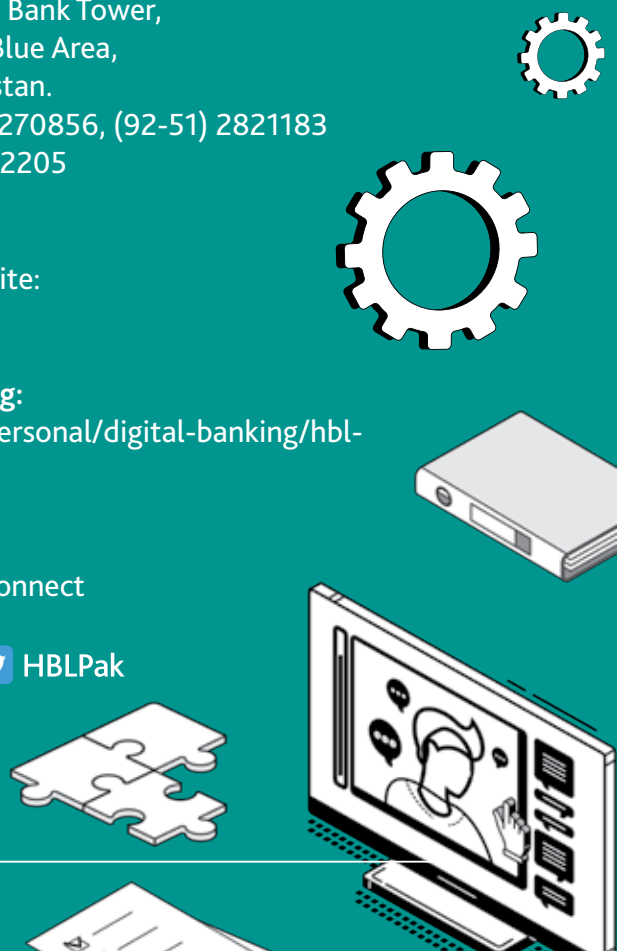 Bank Tower,
Blue Area,
stan.
270856, (92-51) 2821183
2205
ite:
g:
ersonal/digital-banking/hbl-
onnect
HBLPak